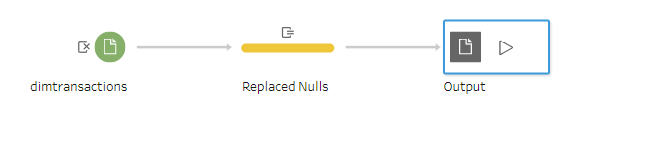 dimtransactions
Replaced Nulls
Output